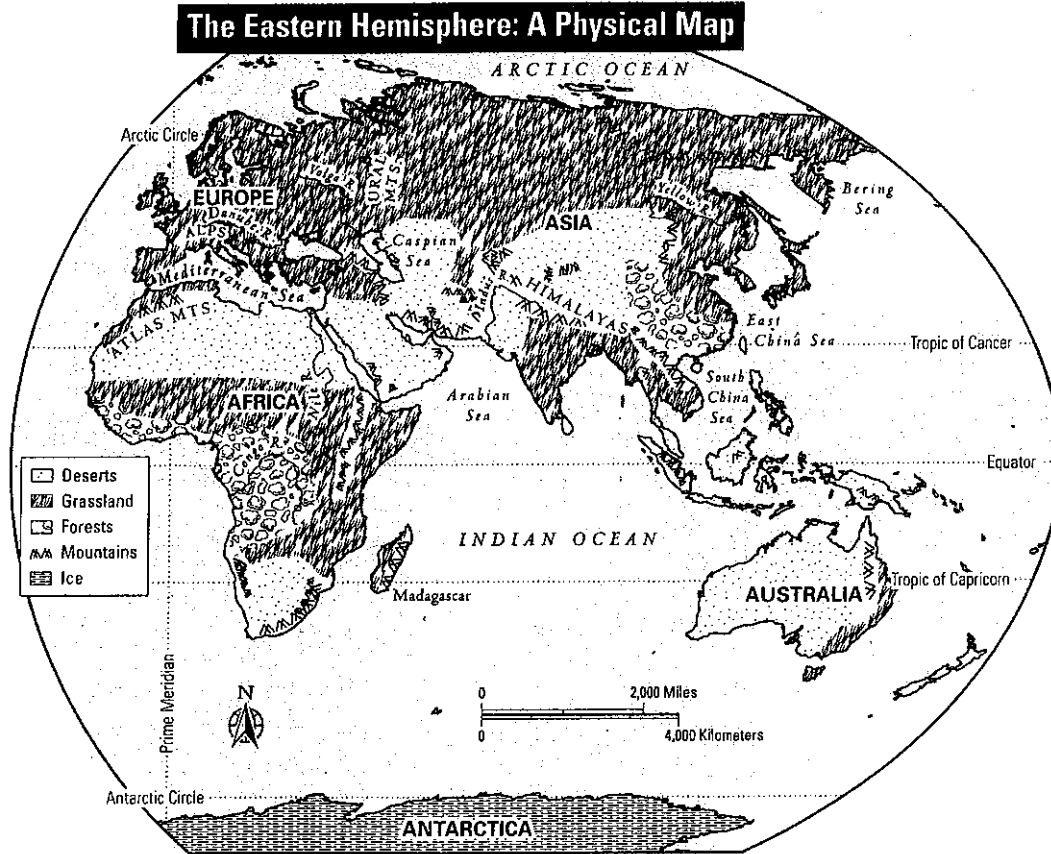 The Eastern Hemisphere: A Physical Map
ARCTIC OCEAN
Arctic Circle
Bering
Sea
EUROPE
Volga R.
URAL
MTS.
Yellow R.
Danube R.
ALPS
Caspian
Sea
ASIA
Mediterranean Sea
Indus R.
HIMALAYAS
ATLAS MTS.
East
China Sea
Tropic of Cancer
South
China
Sea
Arabian
Sea
Nile R.
AFRICA
Congo R.
Equator
Deserts
Grassland
Forests
Mountains
Ice
INDIAN OCEAN
Madagascar
AUSTRALIA
Tropic of Capricorn
Prime Meridian
N
0
2,000 Miles
0
4,000 Kilometers
Antarctic Circle
ANTARCTICA